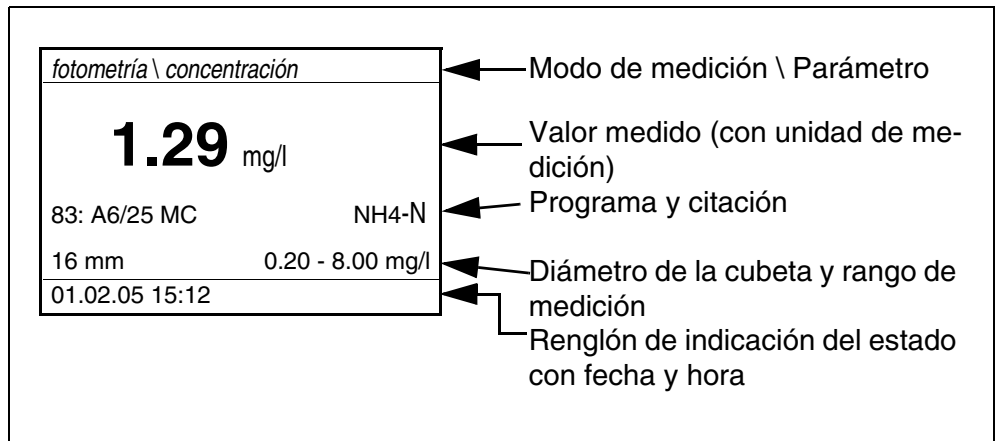 fotometría \ concentración
1.29 mg/l
83: A6/25 MC NH4-N
16 mm 0.20 - 8.00 mg/l
01.02.05 15:12
Modo de medición \ Parámetro
Valor medido (con unidad de me-
dición)
Programa y citación
Diámetro de la cubeta y rango de
medición
Renglón de indicación del estado
con fecha y hora